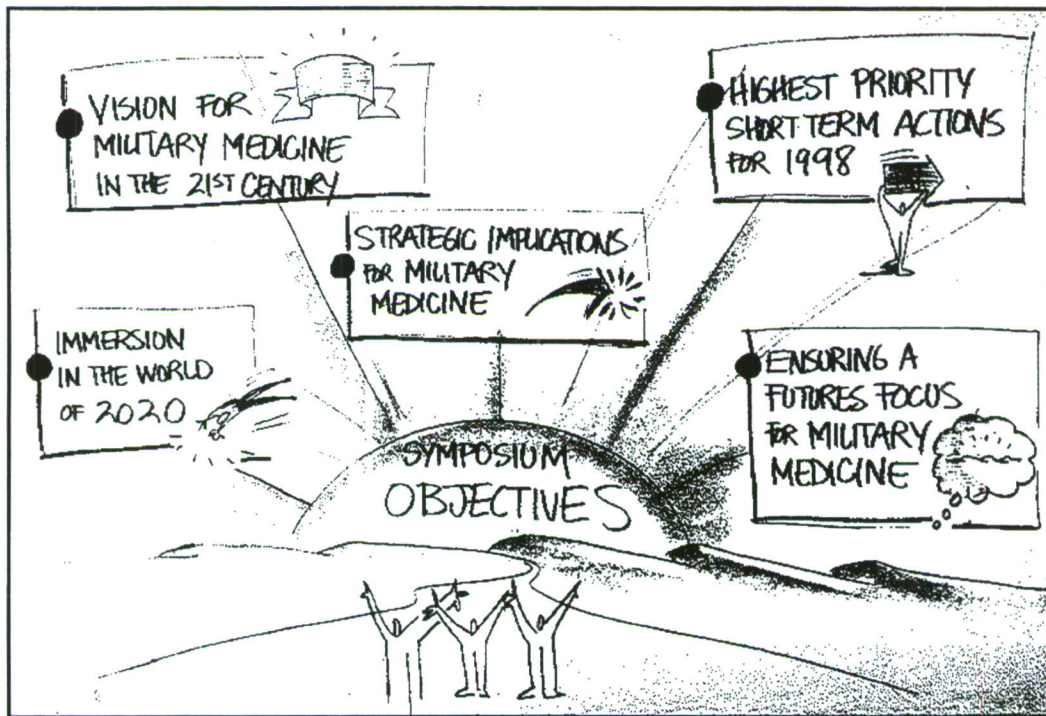 VISION FOR
MILITARY MEDICINE
IN THE 21ST CENTURY
HIGHEST PRIORITY
SHORT TERM ACTIONS
FOR 1998
STRATEGIC IMPLICATIONS
FOR MILITARY
MEDICINE
IMMERSION
IN THE WORLD
OF 2020
ENSURING A
FUTURES FOCUS
FOR MILITARY
MEDICINE
SYMPOSIUM
OBJECTIVES